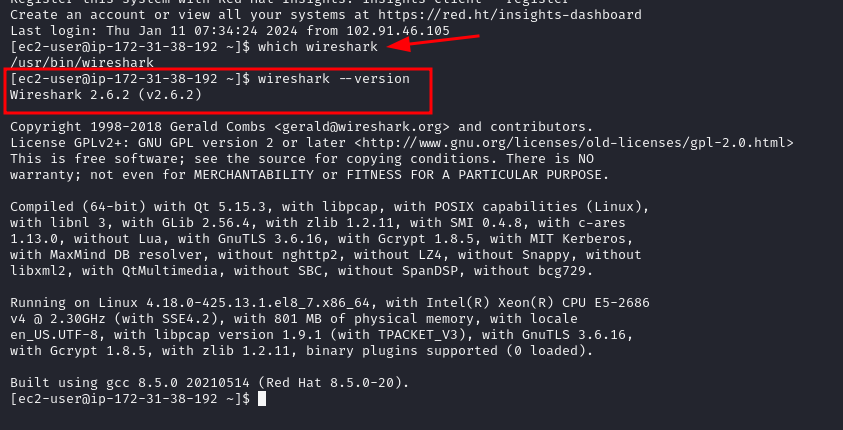 Register this system with Red Hat Insights: insights-client --register
Create an account or view all your systems at https://red.ht/insights-dashboard
Last login: Thu Jan 11 07:34:24 2024 from 102.91.46.105
[ec2-user@ip-172-31-38-192 ~]$ which wireshark
/usr/bin/wireshark
[ec2-user@ip-172-31-38-192 ~]$ wireshark --version
Wireshark 2.6.2 (v2.6.2)
Copyright 1998-2018 Gerald Combs <gerald@wireshark.org> and contributors.
License GPLv2+: GNU GPL version 2 or later <http://www.gnu.org/licenses/old-licenses/gpl-2.0.html>
This is free software; see the source for copying conditions. There is NO
warranty; not even for MERCHANTABILITY or FITNESS FOR A PARTICULAR PURPOSE.
Compiled (64-bit) with Qt 5.15.3, with libpcap, with POSIX capabilities (Linux),
with libnl 3, with GLib 2.56.4, with zlib 1.2.11, with SMI 0.4.8, with c-ares
1.13.0, without Lua, with GnuTLS 3.6.16, with Gcrypt 1.8.5, with MIT Kerberos,
with MaxMind DB resolver, without nghttp2, without LZ4, without Snappy, without
libxml2, with QtMultimedia, without SBC, without SpanDSP, without bcg729.
Running on Linux 4.18.0-425.13.1.el8_7.x86_64, with Intel(R) Xeon(R) CPU E5-2686
v4 @ 2.30GHz (with SSE4.2), with 801 MB of physical memory, with locale
en_US.UTF-8, with libpcap version 1.9.1 (with TPACKET_V3), with GnuTLS 3.6.16,
with Gcrypt 1.8.5, with zlib 1.2.11, binary plugins supported (0 loaded).
Built using gcc 8.5.0 20210514 (Red Hat 8.5.0-20).
[ec2-user@ip-172-31-38-192 ~]$